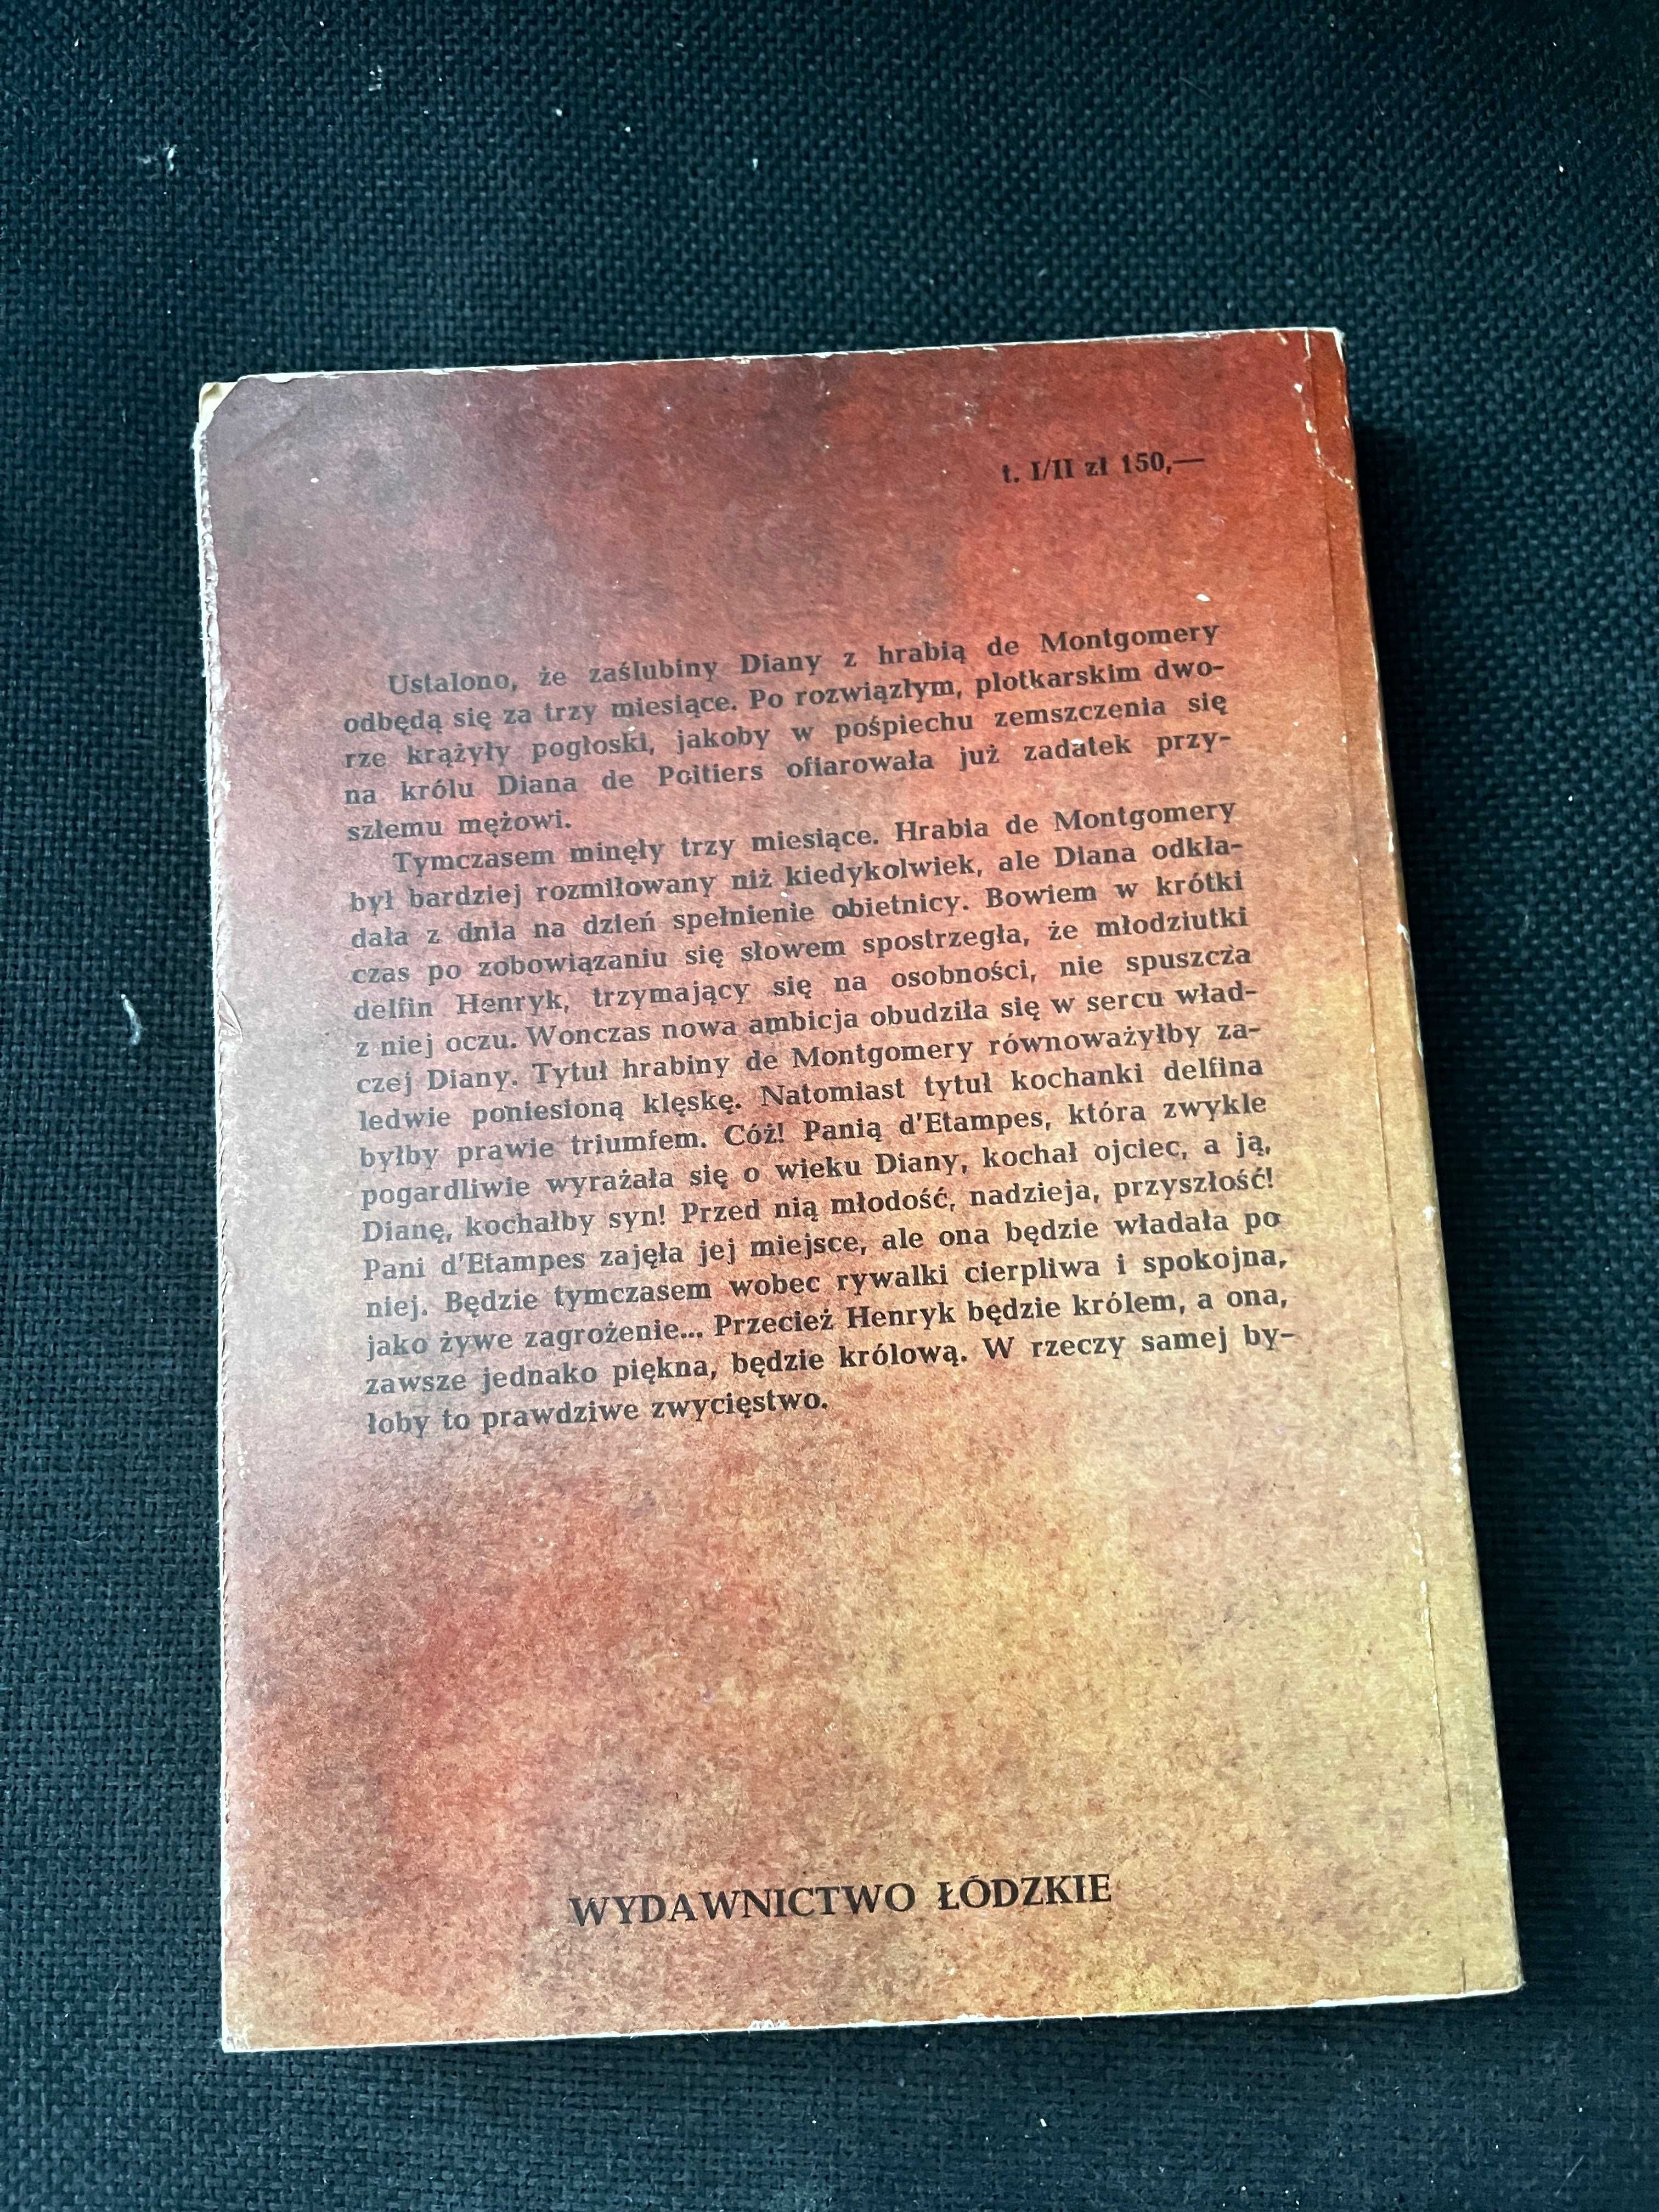 t. I/II zł 150,—
Ustalono, że zaślubiny Diany z hrabią de Montgomery
odbędą się za trzy miesiące. Po rozwiązłym, plotkarskim dwo-
rze krążyły pogłoski, jakoby w pośpiechu zemszczenia się
na królu Diana de Poitiers ofiarowała już zadatek przy-
szłemu mężowi.
Tymczasem minęły trzy miesiące. Hrabia de Montgomery
był bardziej rozmiłowany niż kiedykolwiek, ale Diana odkła-
dała z dnia na dzień spełnienie obietnicy. Bowiem w krótki
czas po zobowiązaniu się słowem spostrzegła, że młodziutki
delfin Henryk, trzymający się na osobności, nie spuszcza
z niej oczu. Wonczas nowa ambicja obudziła się w sercu wład-
czej Diany. Tytuł hrabiny de Montgomery równoważyłby za-
ledwie poniesioną klęskę. Natomiast tytuł kochanki delfina
byłby prawie triumfem. Cóż! Panią d'Etampes, która zwykle
pogardliwie wyrażała się o wieku Diany, kochał ojciec, a ją,
Dianę, kochałby syn! Przed nią młodość, nadzieja, przyszłość!
Pani d'Etampes zajęła jej miejsce, ale ona będzie władała po
niej. Będzie tymczasem wobec rywalki cierpliwa i spokojna,
jako żywe zagrożenie... Przecież Henryk będzie królem, a ona,
zawsze jednako piękna, będzie królową. W rzeczy samej by-
łoby to prawdziwe zwycięstwo.
WYDAWNICTWO ŁÓDZKIE